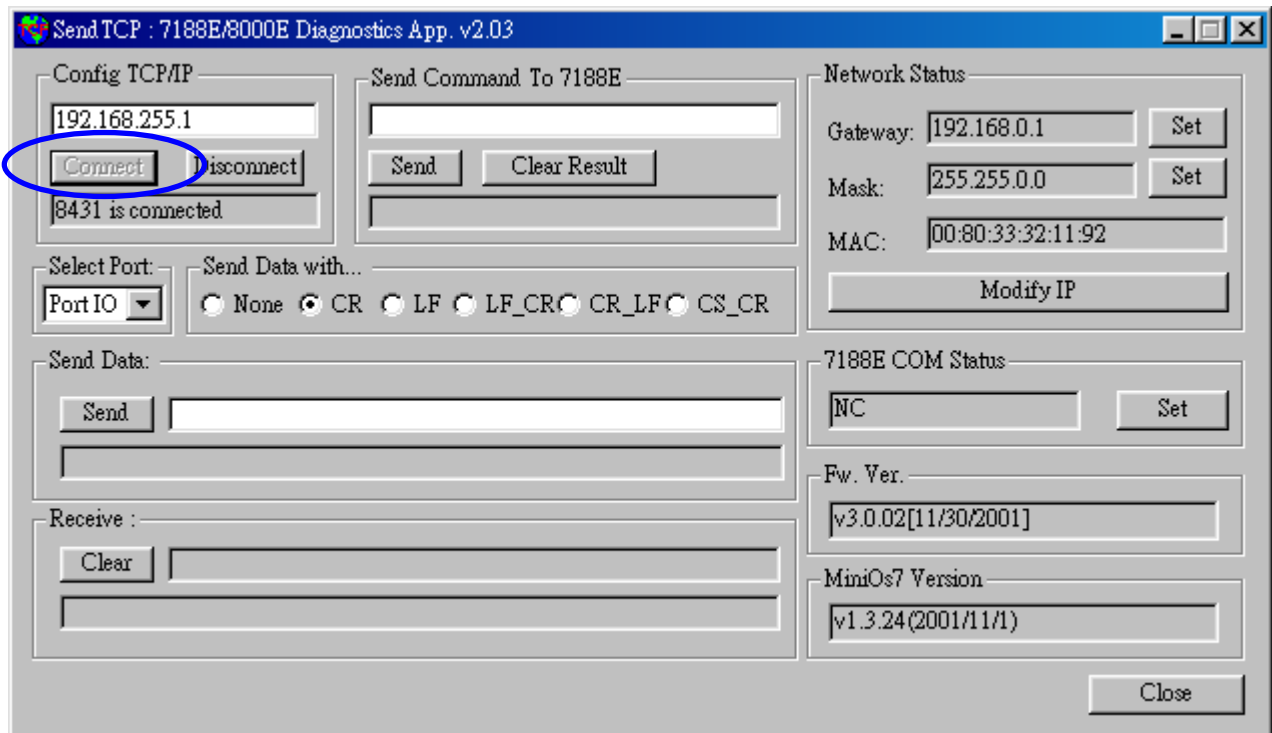 SendTCP : 7188E/8000E Diagnostics App. v2.03
Config TCP/IP
192.168.255.1
Connect
Disconnect
8431 is connected
Send Command To 7188E
Send
Clear Result
Network Status
Gateway:
192.168.0.1
Set
Mask:
255.255.0.0
Set
MAC:
00:80:33:32:11:92
Modify IP
Select Port:
Port IO
Send Data with...
None
CR
LF
LF_CR
CR_LF
CS_CR
Send Data:
Send
7188E COM Status
NC
Set
Receive :
Clear
Fw. Ver.
v3.0.02[11/30/2001]
MiniOs7 Version
v1.3.24(2001/11/1)
Close